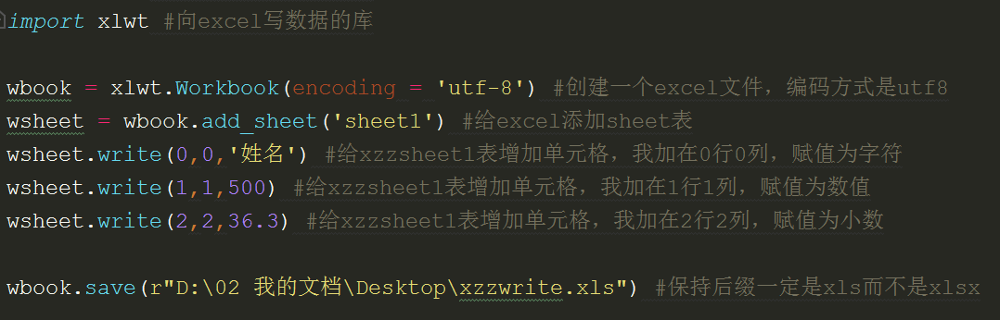 import xlwt #向excel写数据的库
wbook = xlwt.Workbook(encoding = 'utf-8') #创建一个excel文件，编码方式是utf8
wsheet = wbook.add_sheet('sheet1') #给excel添加sheet表
wsheet.write(0,0,'姓名') #给xzzsheet1表增加单元格，我加在0行0列，赋值为字符
wsheet.write(1,1,500) #给xzzsheet1表增加单元格，我加在1行1列，赋值为数值
wsheet.write(2,2,36.3) #给xzzsheet1表增加单元格，我加在2行2列，赋值为小数
wbook.save(r"D:\02 我的文档\Desktop\xzzwrite.xls") #保持后缀一定是xls而不是xlsx